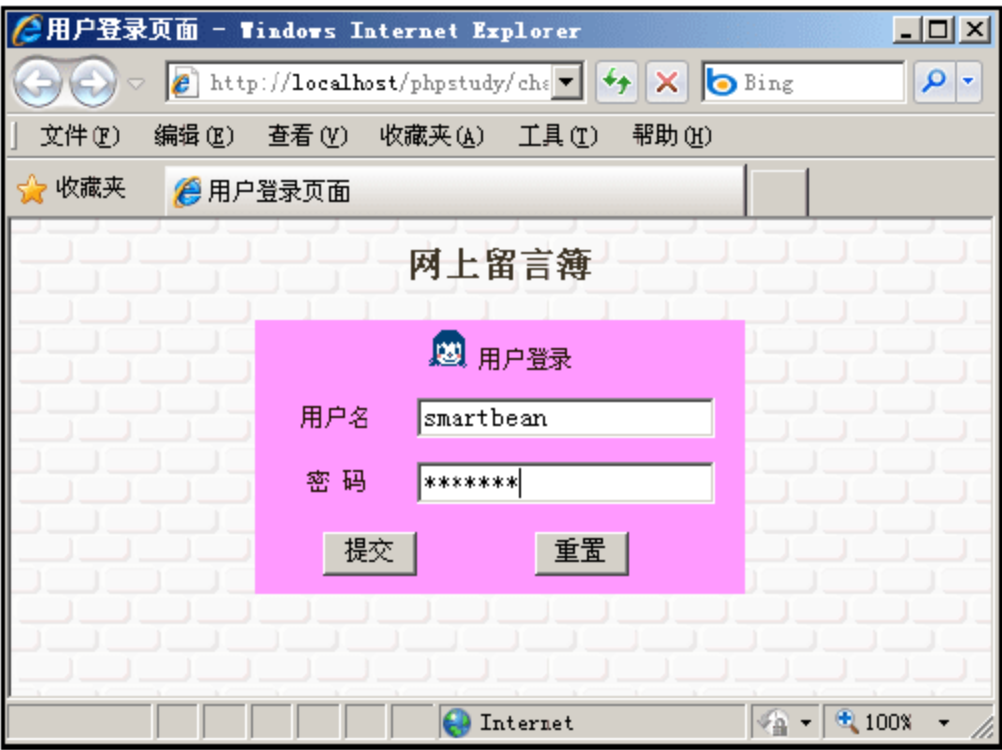 用户登录页面 - Windows Internet Explorer
http://localhost/phpstudy/cha
Bing
文件(F) 编辑(E) 查看(V) 收藏夹(A) 工具(T) 帮助(H)
收藏夹 用户登录页面
网上留言簿
用户登录
用户名 smartbean
密 码 *******
提交 重置
Internet 100%